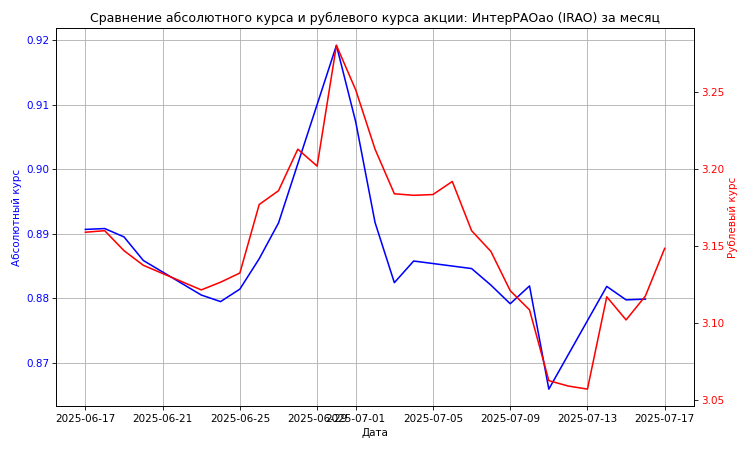 Сравнение абсолютного курса и рублевого курса акции: ИнтерРАОао (IRAO) за месяц
0.92
0.91
0.90
0.89
0.88
0.87
Абсолютный курс
3.25
3.20
3.15
3.10
3.05
Рублевый курс
2025-06-17 2025-06-21 2025-06-25 2025-06-29 2025-07-01 2025-07-05 2025-07-09 2025-07-13 2025-07-17
Дата